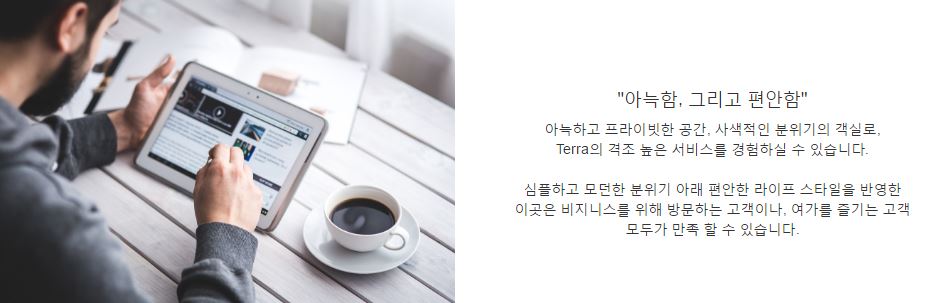 "아늑함, 그리고 편안함"
아늑하고 프라이빗한 공간, 사색적인 분위기의 객실로,
Terra의 격조 높은 서비스를 경험하실 수 있습니다.
심플하고 모던한 분위기 아래 편안한 라이프 스타일을 반영한
이곳은 비지니스를 위해 방문하는 고객이나, 여가를 즐기는 고객
모두가 만족 할 수 있습니다.